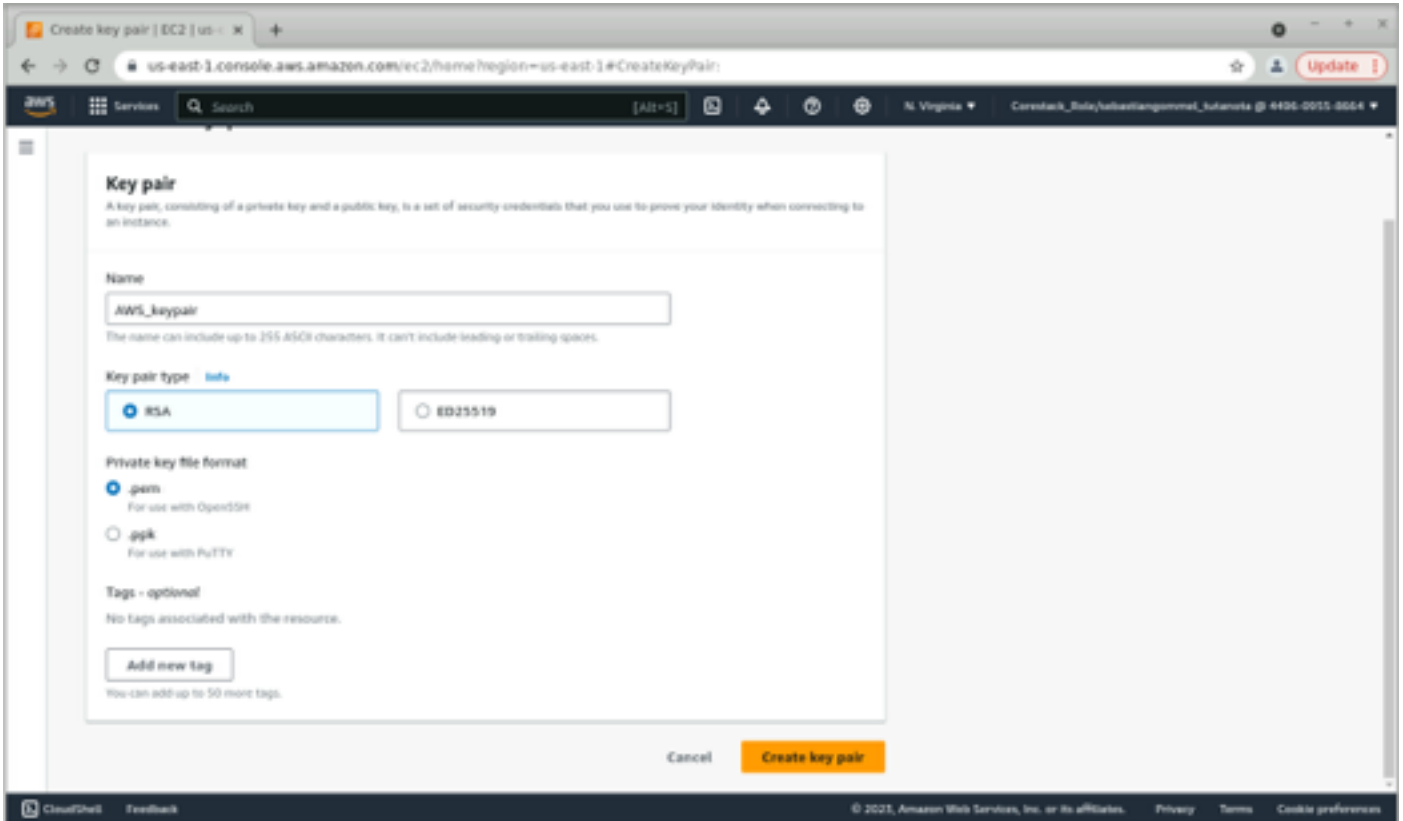 Create key pair | EC2 | us-
us-east-1.console.aws.amazon.com/ec2/home?region=us-east-1#CreateKeyPair:
Update
aws
Services
Search
[Alt+S]
N. Virginia
Key pair
A key pair, consisting of a private key and a public key, is a set of security credentials that you use to prove your identity when connecting to
an instance.
Name
AWS_keypair
The name can include up to 255 ASCII characters. It can't include leading or trailing spaces.
Key pair type Info
RSA
ED25519
Private key file format
.pem
For use with OpenSSH
.ppk
For use with PuTTY
Tags - optional
No tags associated with the resource.
Add new tag
You can add up to 50 more tags.
Cancel
Create key pair
CloudShell
Feedback
© 2023, Amazon Web Services, Inc. or its affiliates.
Privacy
Terms
Cookie preferences